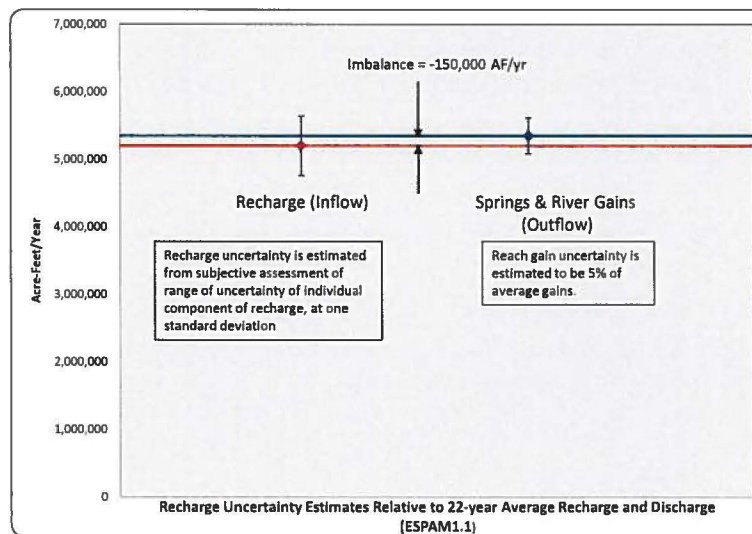 7,000,000
Imbalance = -150,000 AF/yr
6,000,000
5,000,000
Recharge (Inflow)
Springs & River Gains
(Outflow)
4,000,000
Recharge uncertainty is estimated
from subjective assessment of
range of uncertainty of individual
component of recharge, at one
standard deviation
Reach gain uncertainty is
estimated to be 5% of
average gains.
Acre-Feet/Year
3,000,000
2,000,000
1,000,000
0
Recharge Uncertainty Estimates Relative to 22-year Average Recharge and Discharge
(ESPAM1.1)